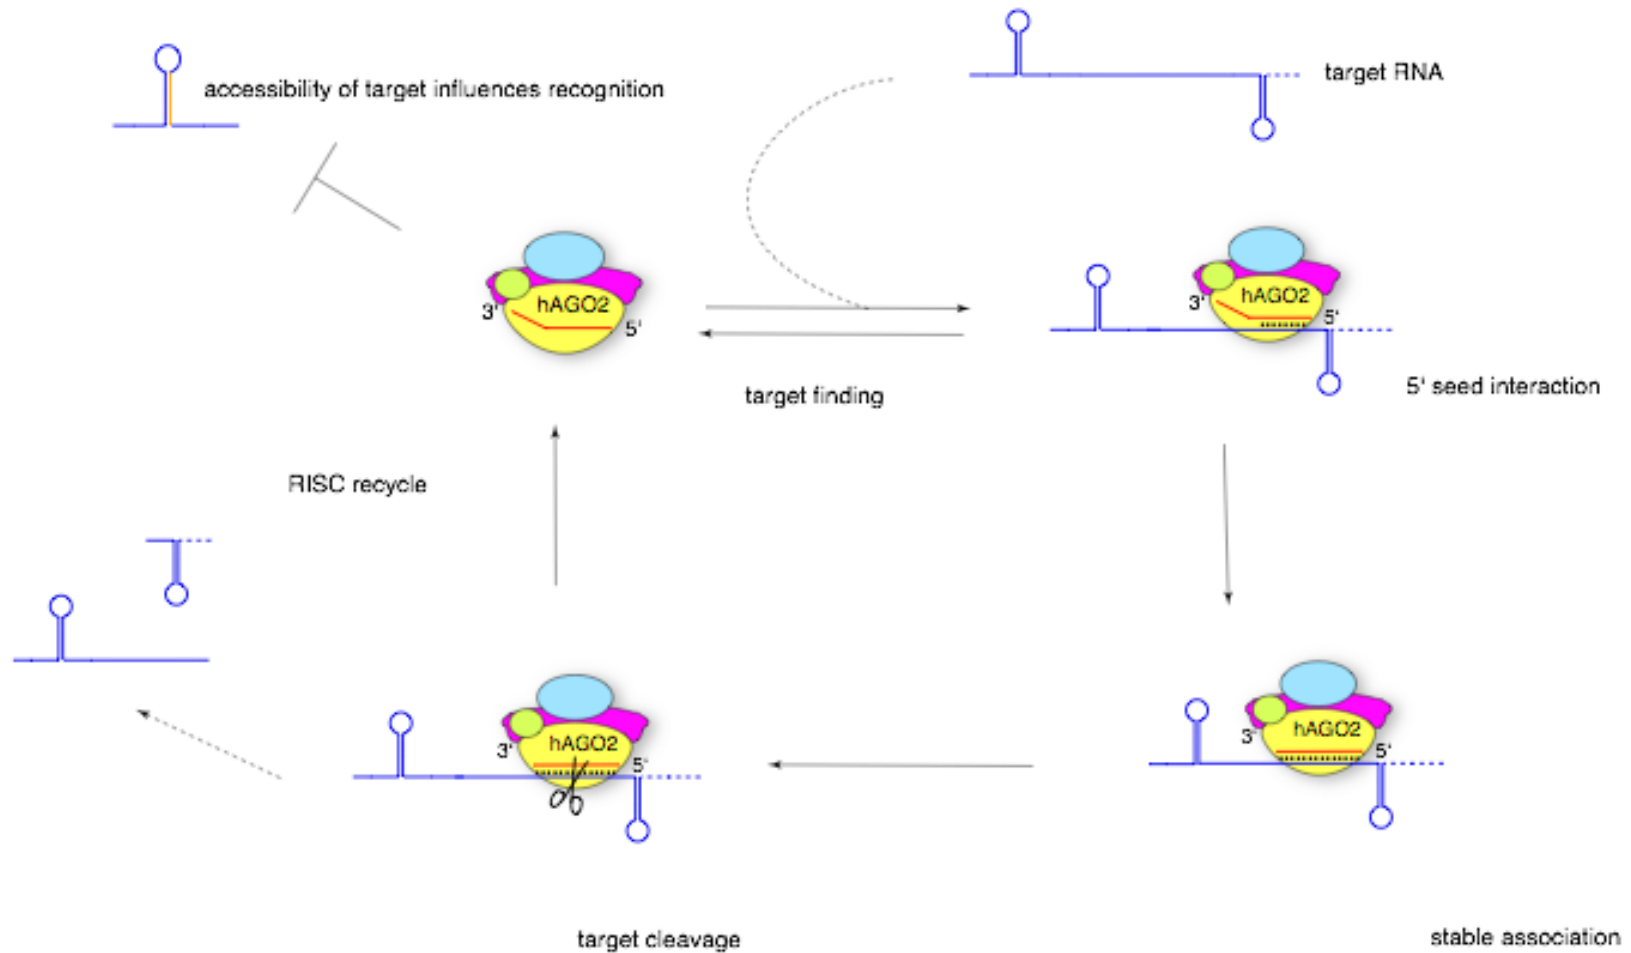 target RNA
accessibility of target influences recognition
hAGO2
3'
5'
hAGO2
3'
5'
target finding
5' seed interaction
RISC recycle
hAGO2
3'
5'
hAGO2
3'
5'
target cleavage
stable association